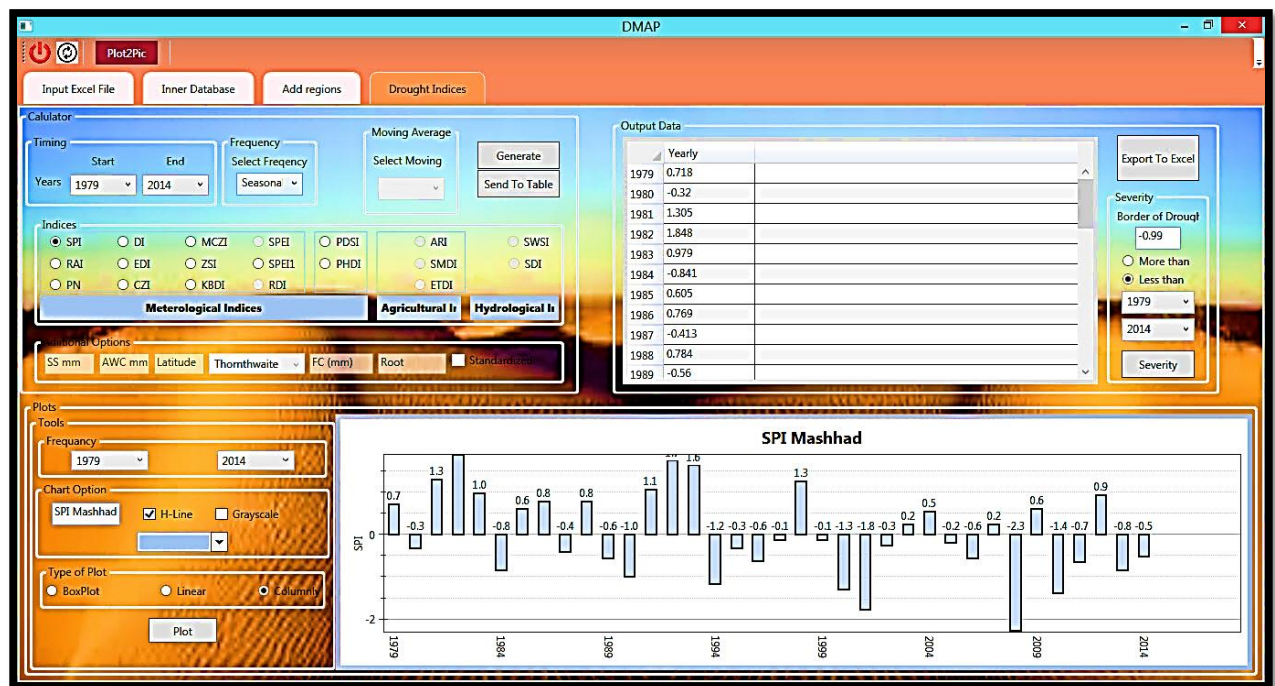 DMAP
Plot2Pic
Input Excel File
Inner Database
Add regions
Drought Indices
Calulator
Timing
Start End
Years 1979 2014
Frequency
Select Freqency
Seasona
Moving Average
Select Moving
Generate
Send To Table
Indices
SPI DI MCZI SPEI PDSI ARI SWSI
RAI EDI ZSI SPEI1 PHDI SMDI SDI
PN CZI KBDI RDI ETDI
Meterological Indices Agricultural Ir Hydrological Ir
Additional Options
SS mm AWC mm Latitude Thornthwaite FC (mm) Root Standardized
Output Data
Yearly
1979 0.718
1980 -0.32
1981 1.305
1982 1.848
1983 0.979
1984 -0.841
1985 0.605
1986 0.769
1987 -0.413
1988 0.784
1989 -0.56
Export To Excel
Severity
Border of Drougt
-0.99
More than
Less than
1979
2014
Severity
Plots
Tools
Frequancy
1979 2014
Chart Option
SPI Mashhad H-Line Grayscale
Type of Plot
BoxPlot Linear Columnly
Plot
SPI Mashhad
SPI
0
-2
0.7 -0.3 1.3 1.0 -0.8 0.6 0.8 -0.4 0.8 -0.6 -1.0 1.1 1.6 -1.2 -0.3 -0.6 -0.1 1.3 -0.1 -1.3 -1.8 -0.3 0.2 0.5 -0.2 -0.6 0.2 -2.3 0.6 -1.4 -0.7 0.9 -0.8 -0.5
1979 1984 1989 1994 1999 2004 2009 2014